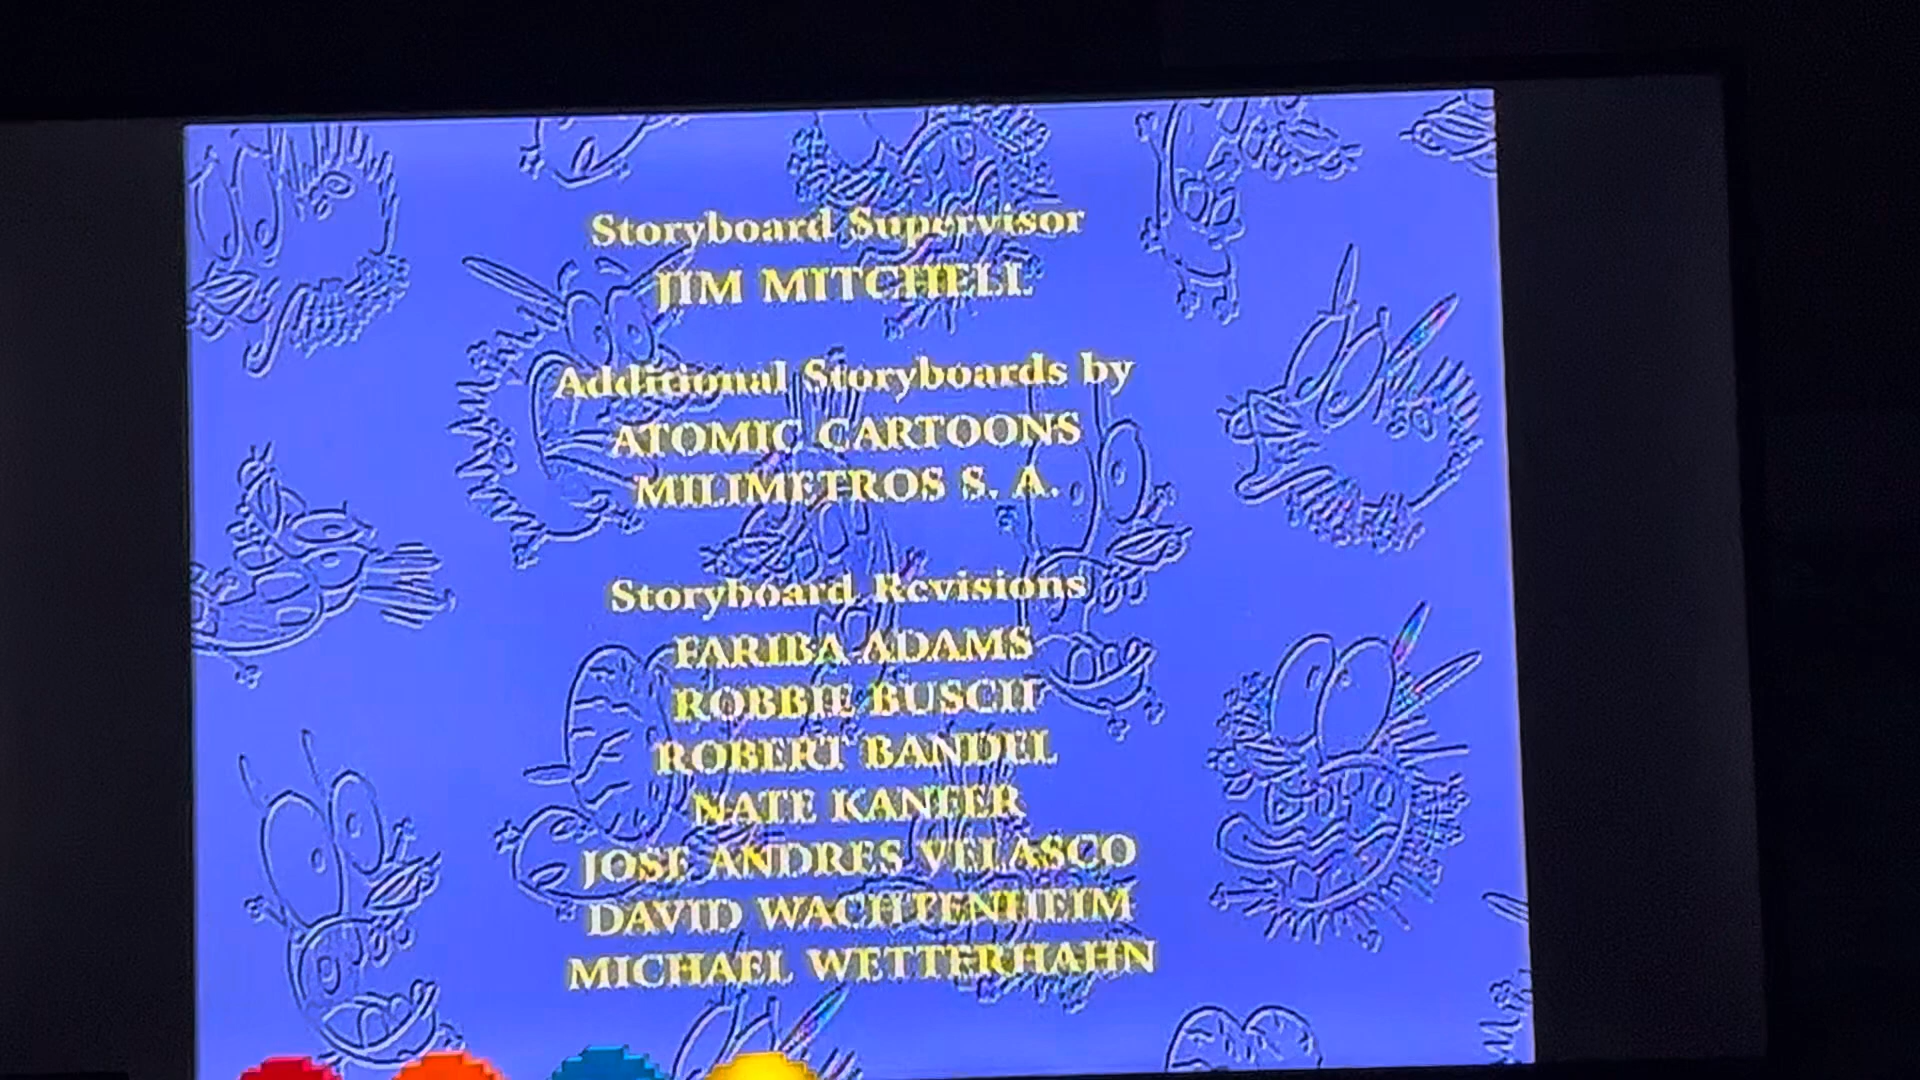 Storyboard Supervisor
JIM MITCHELL
Additional Storyboards by
ATOMIC CARTOONS
MILIMETROS S. A.
Storyboard Revisions
FARIBA ADAMS
ROBBIE BUSCH
ROBERT BANDEL
NATE KANFER
JOSE ANDRES VELASCO
DAVID WACHTENHEIM
MICHAEL WETTERHAHN